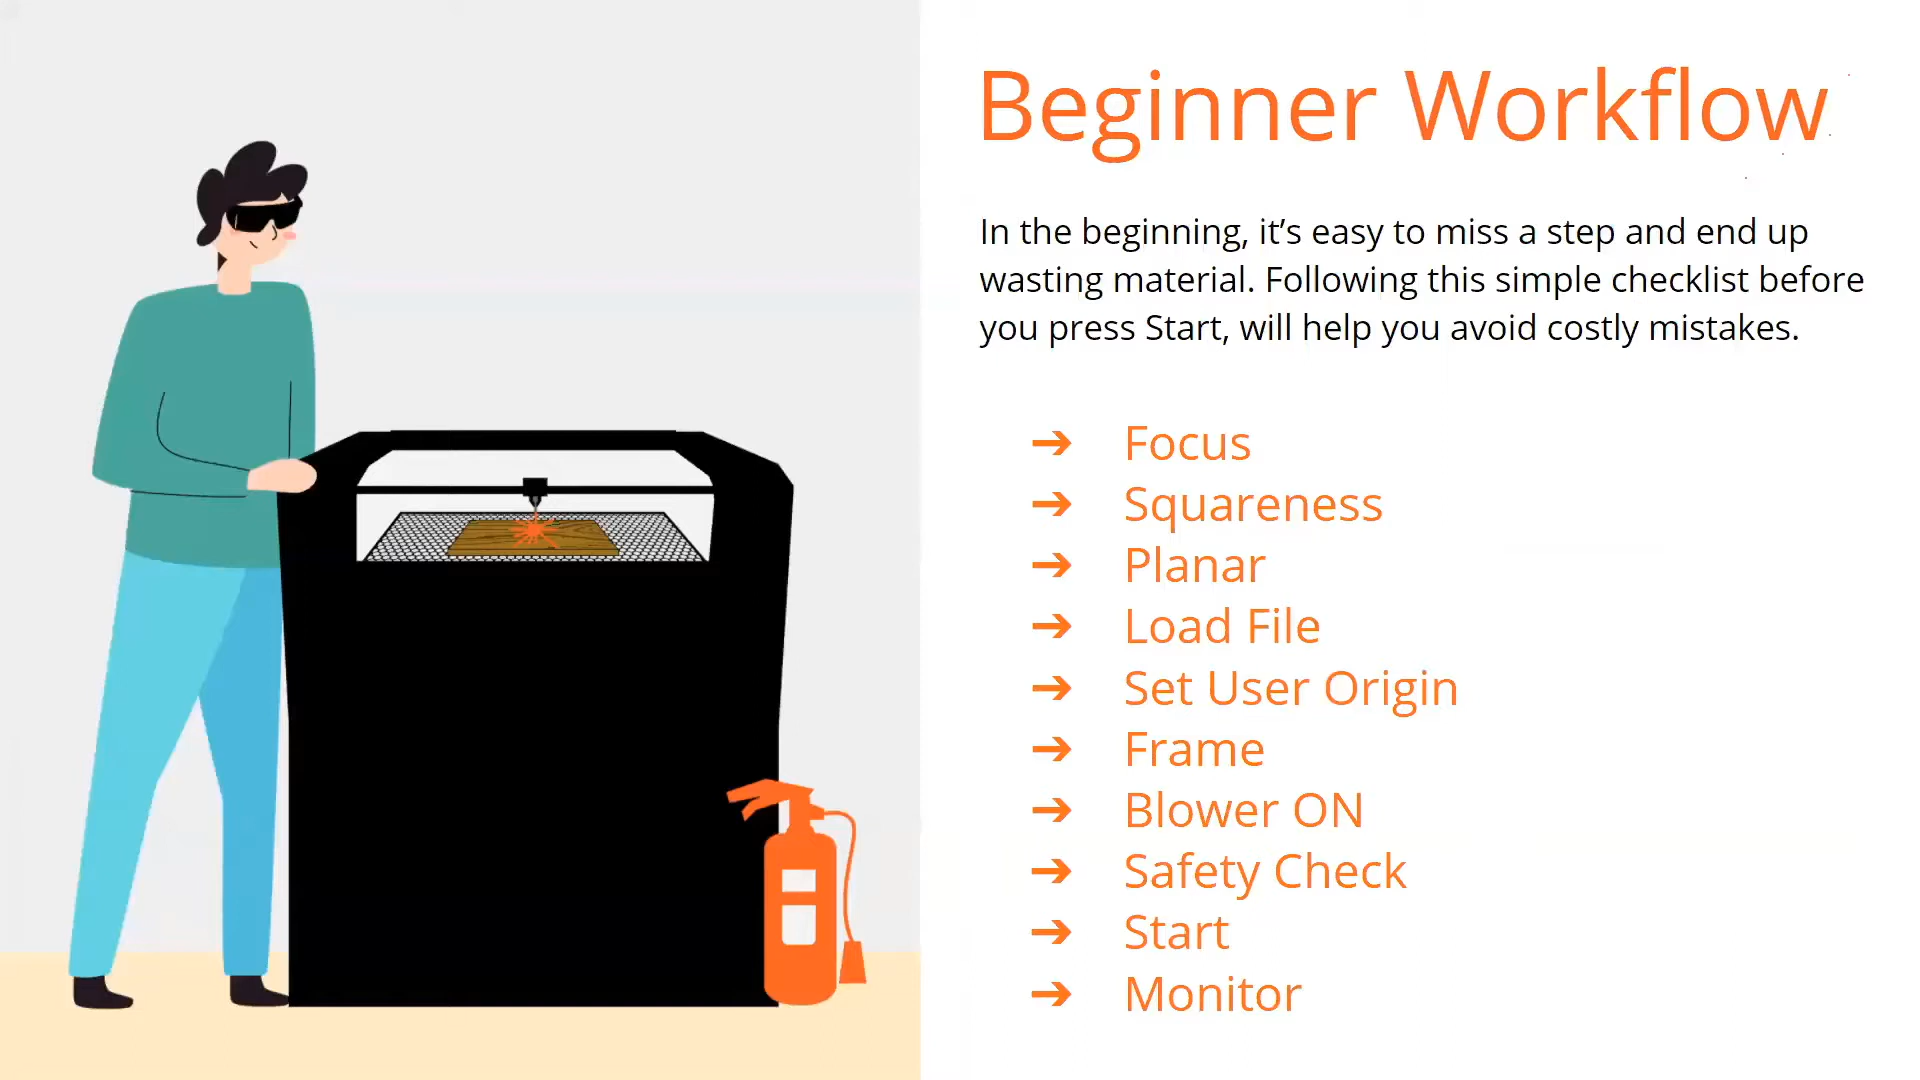 Beginner Workflow
In the beginning, it’s easy to miss a step and end up
wasting material. Following this simple checklist before
you press Start, will help you avoid costly mistakes.
➔ Focus
➔ Squareness
➔ Planar
➔ Load File
➔ Set User Origin
➔ Frame
➔ Blower ON
➔ Safety Check
➔ Start
➔ Monitor